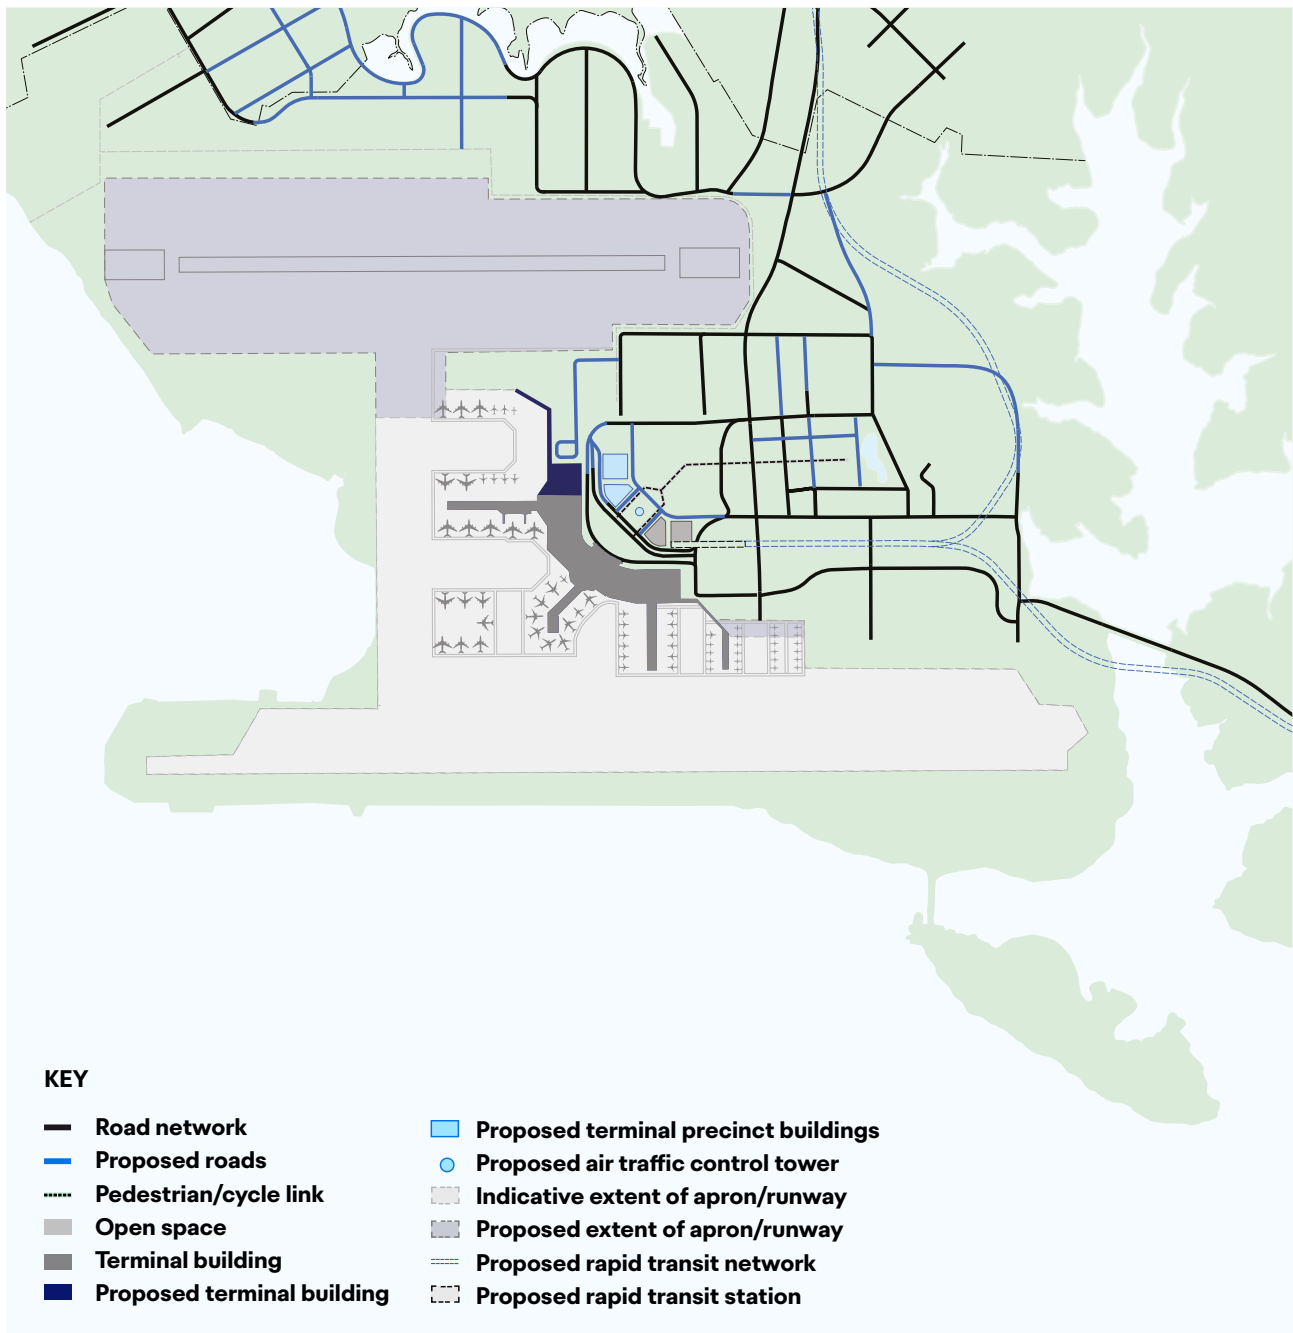 KEY
Road network
Proposed roads
Pedestrian/cycle link
Open space
Terminal building
Proposed terminal building
Proposed terminal precinct buildings
Proposed air traffic control tower
Indicative extent of apron/runway
Proposed extent of apron/runway
Proposed rapid transit network
Proposed rapid transit station